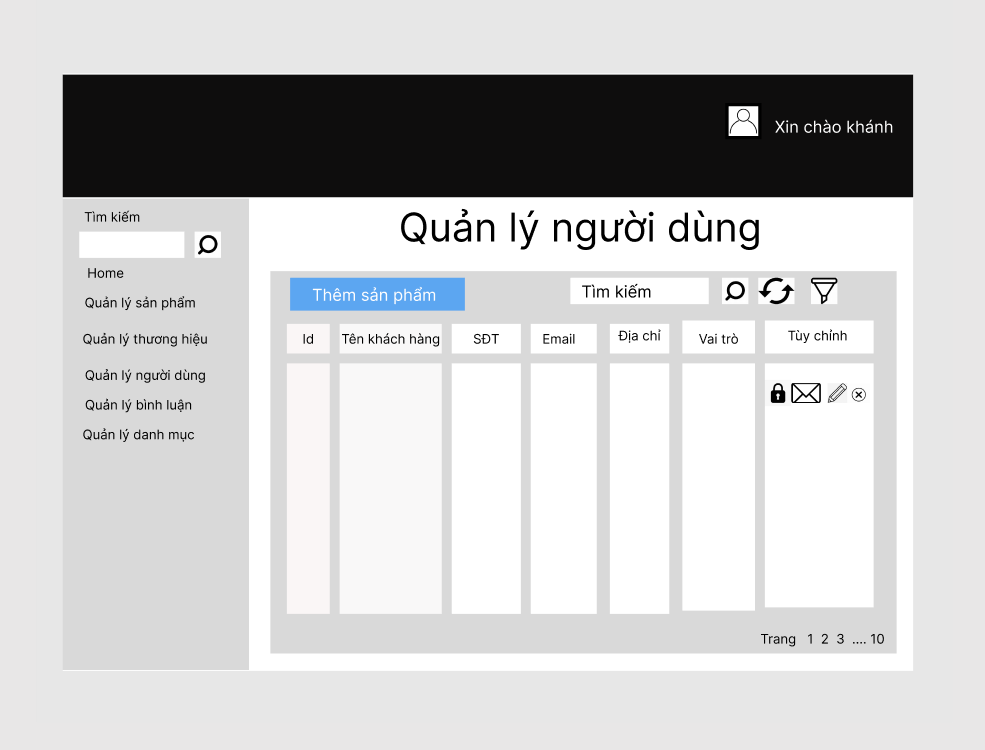 Xin chào khánh
Tìm kiếm
Home
Quản lý sản phẩm
Quản lý thương hiệu
Quản lý người dùng
Quản lý bình luận
Quản lý danh mục
Quản lý người dùng
Thêm sản phẩm
Tìm kiếm
Id
Tên khách hàng
SĐT
Email
Địa chỉ
Vai trò
Tùy chỉnh
Trang 1 2 3 .... 10